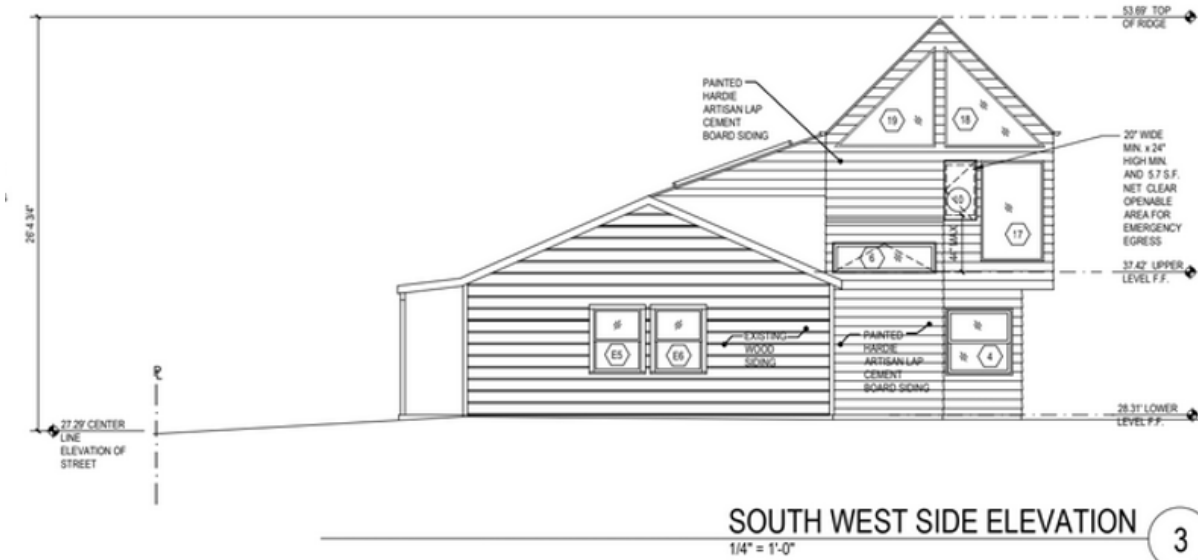 53.69' TOP
OF RIDGE
PAINTED
HARDIE
ARTISAN LAP
CEMENT
BOARD SIDING
19
18
20" WIDE
MIN. x 24"
HIGH MIN.
AND 5.7 S.F.
NET CLEAR
OPENABLE
AREA FOR
EMERGENCY
EGRESS
10
17
44" MAX
6
37.42' UPPER
LEVEL F.F.
26'-4 3/4"
E5
E6
EXISTING
WOOD
SIDING
PAINTED
HARDIE
ARTISAN LAP
CEMENT
BOARD SIDING
4
28.31' LOWER
LEVEL F.F.
27.29' CENTER
LINE
ELEVATION OF
STREET
SOUTH WEST SIDE ELEVATION
1/4" = 1'-0"
3